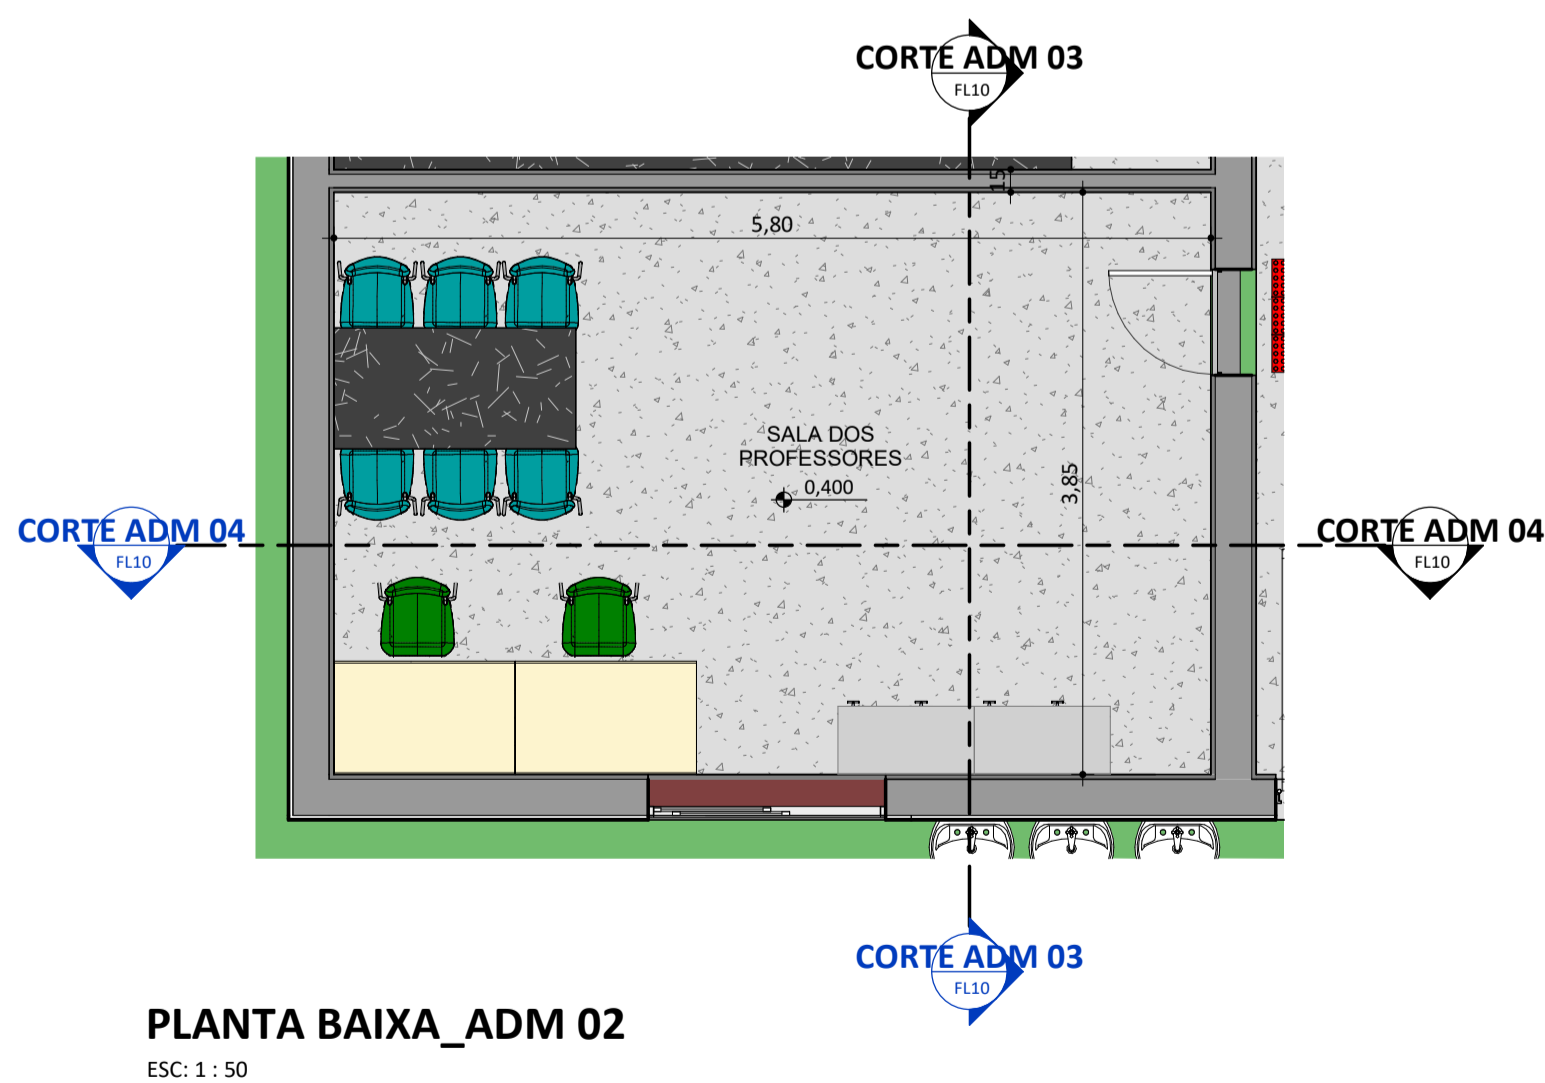 CORTE ADM 03
FL10
15
5,80
SALA DOS
PROFESSORES
0,400
3,85
CORTE ADM 04
FL10
CORTE ADM 04
FL10
CORTE ADM 03
FL10
PLANTA BAIXA_ADM 02
ESC: 1 : 50